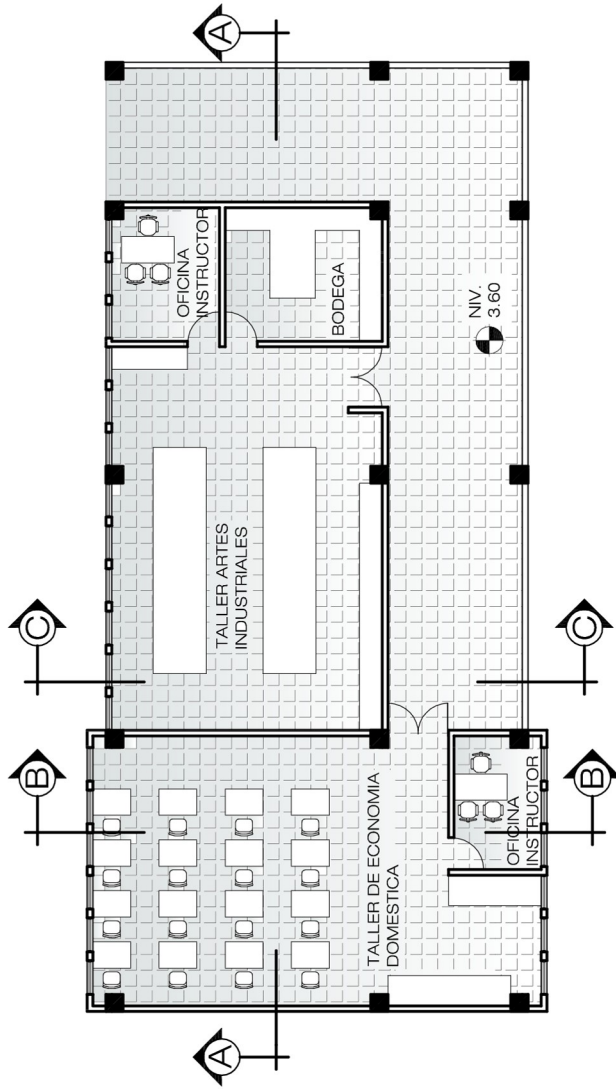 A
OFICINA
INSTRUCTOR
BODEGA
NIV.
3.60
TALLER ARTES
INDUSTRIALES
C
C
B
B
OFICINA
INSTRUCTOR
TALLER DE ECONOMIA
DOMESTICA
A